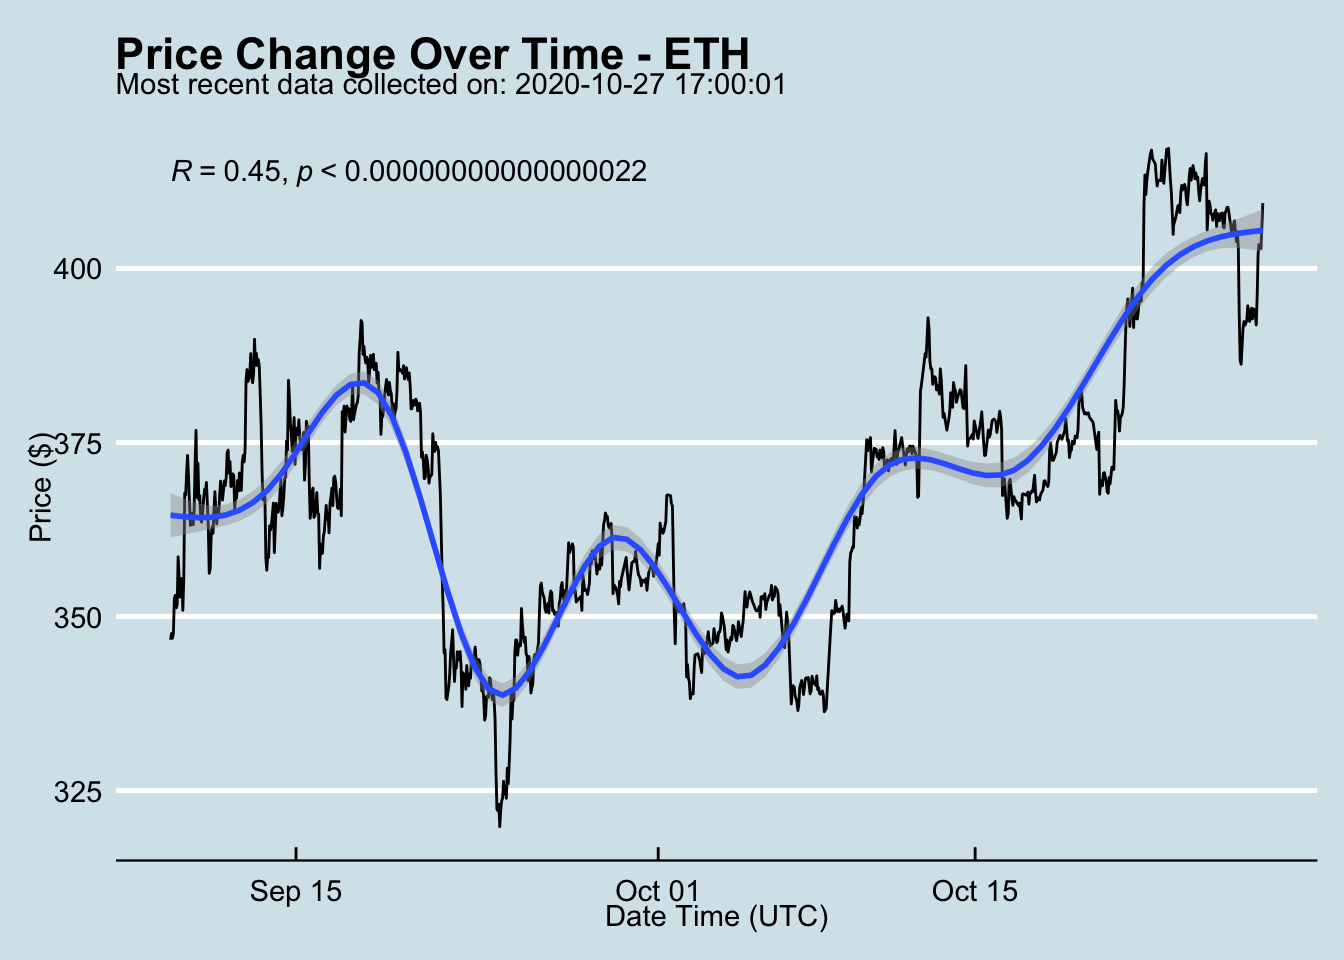 Price Change Over Time - ETH
Most recent data collected on: 2020-10-27 17:00:01
R = 0.45, p < 0.00000000000000022
400
375
350
325
Price ($)
Sep 15
Oct 01
Oct 15
Date Time (UTC)